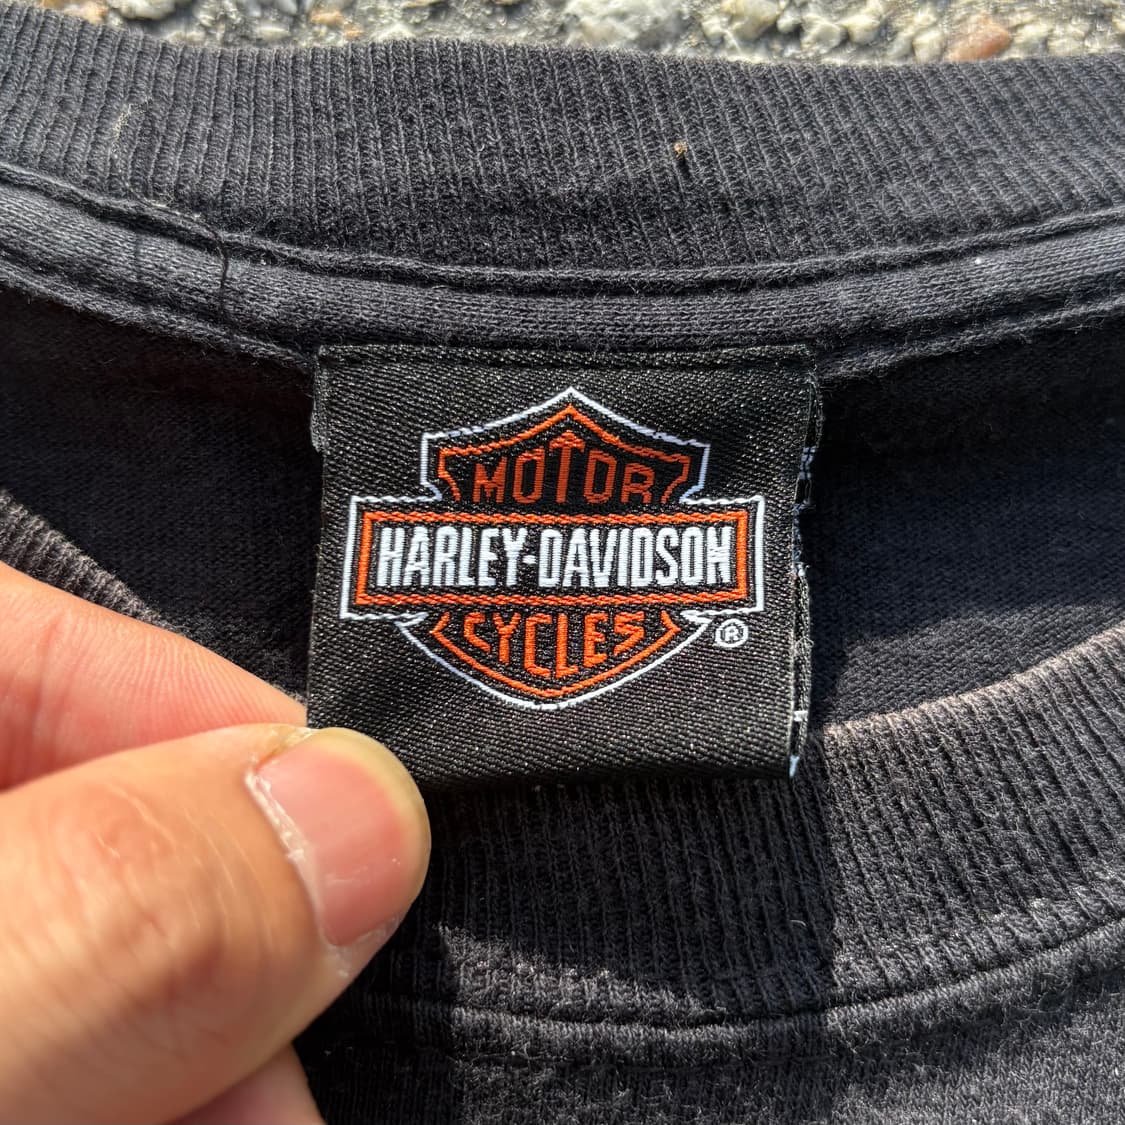 MOTOR
HARLEY-DAVIDSON
CYCLES
®